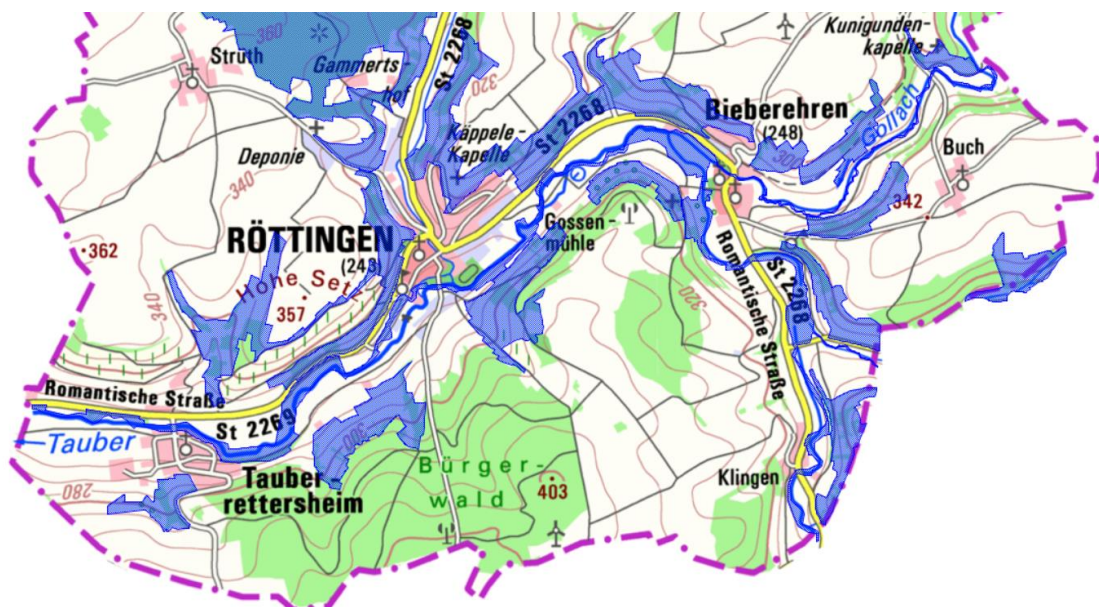 360
Kunigunden-
kapelle
Strüth
Gammerts-
hof
St 2268
320
St 2268
Bieberehren
(248)
Gollach
Käppele-
Kapelle
Deponie
300
Buch
340
342
RÖTTINGEN
(243)
Gossen-
mühle
362
Hohe Setz
357
340
320
Romantische Straße
St 2268
Romantische Straße
St 2269
Tauber
300
Bürger-
wald
403
Klingen
280
Tauber-
rettersheim